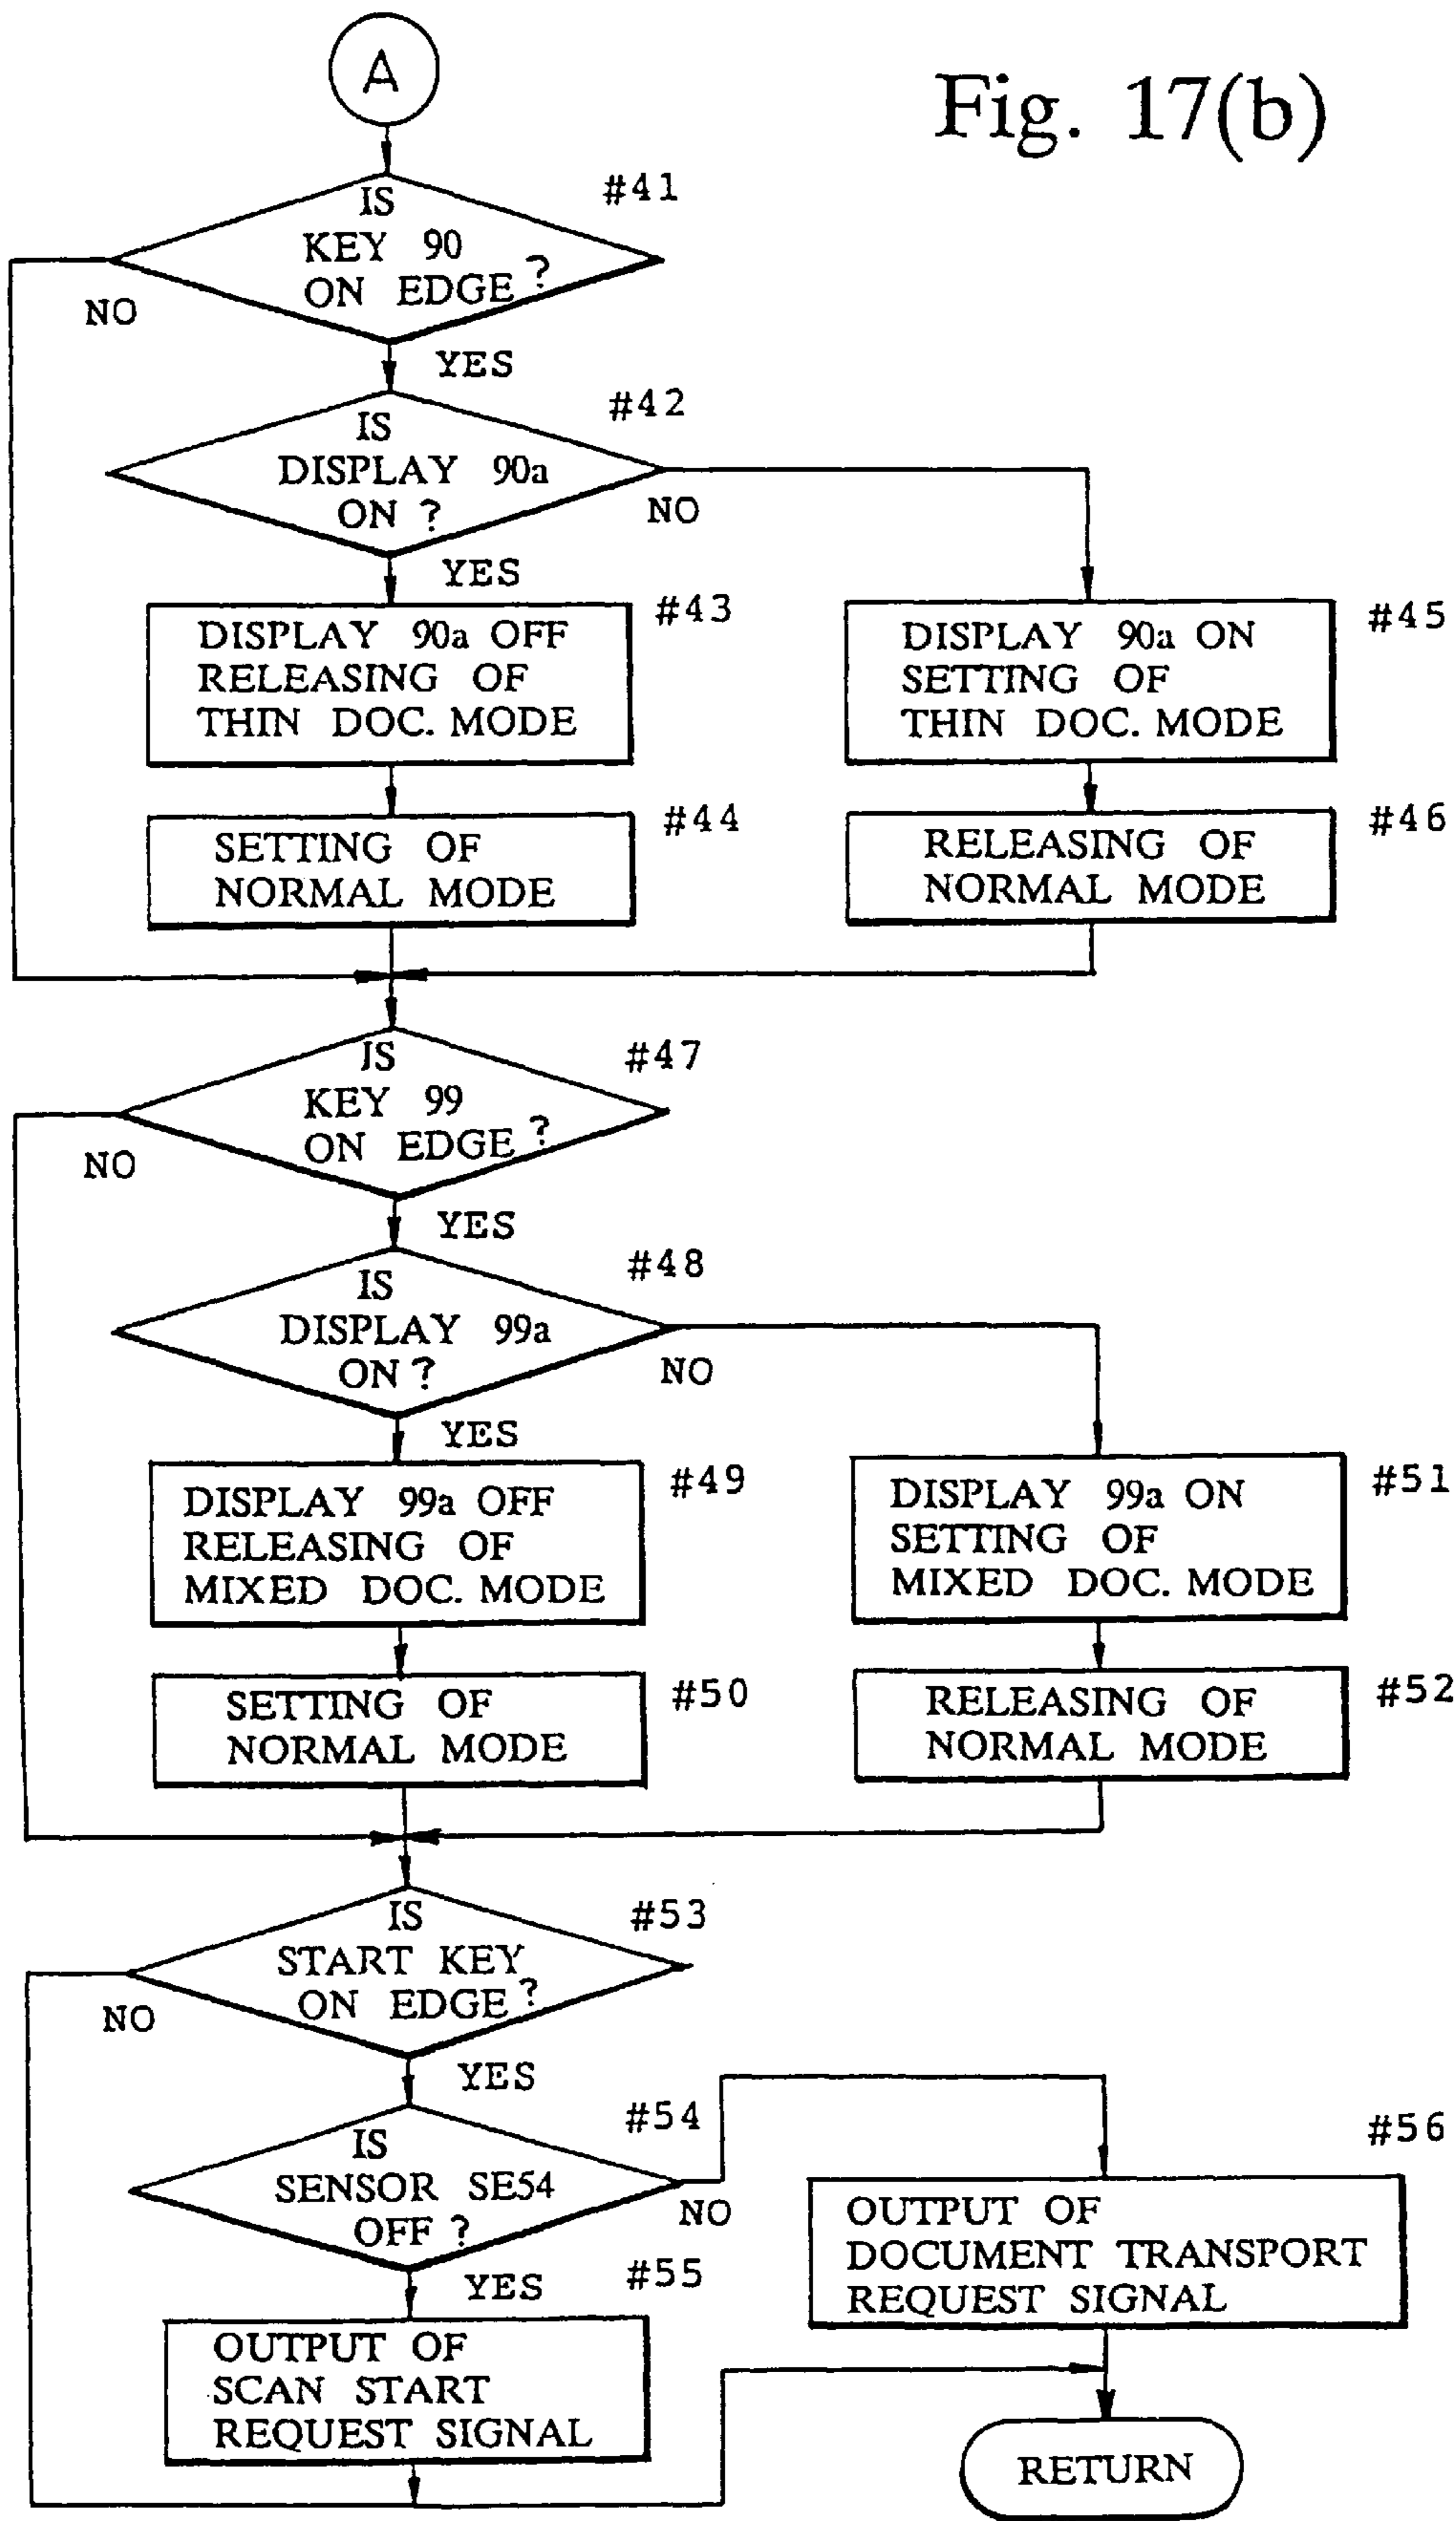 A
Fig. 17(b)
#41
IS
KEY 90
ON EDGE?
NO
YES
#42
IS
DISPLAY 90a
ON ?
NO
YES
#43
DISPLAY 90a OFF
RELEASING OF
THIN DOC. MODE
#45
DISPLAY 90a ON
SETTING OF
THIN DOC. MODE
#44
SETTING OF
NORMAL MODE
#46
RELEASING OF
NORMAL MODE
#47
IS
KEY 99
ON EDGE?
NO
YES
#48
IS
DISPLAY 99a
ON ?
NO
YES
#49
DISPLAY 99a OFF
RELEASING OF
MIXED DOC. MODE
#51
DISPLAY 99a ON
SETTING OF
MIXED DOC. MODE
#50
SETTING OF
NORMAL MODE
#52
RELEASING OF
NORMAL MODE
#53
IS
START KEY
ON EDGE?
NO
YES
#54
IS
SENSOR SE54
OFF ?
NO
YES
#56
OUTPUT OF
DOCUMENT TRANSPORT
REQUEST SIGNAL
#55
OUTPUT OF
SCAN START
REQUEST SIGNAL
RETURN